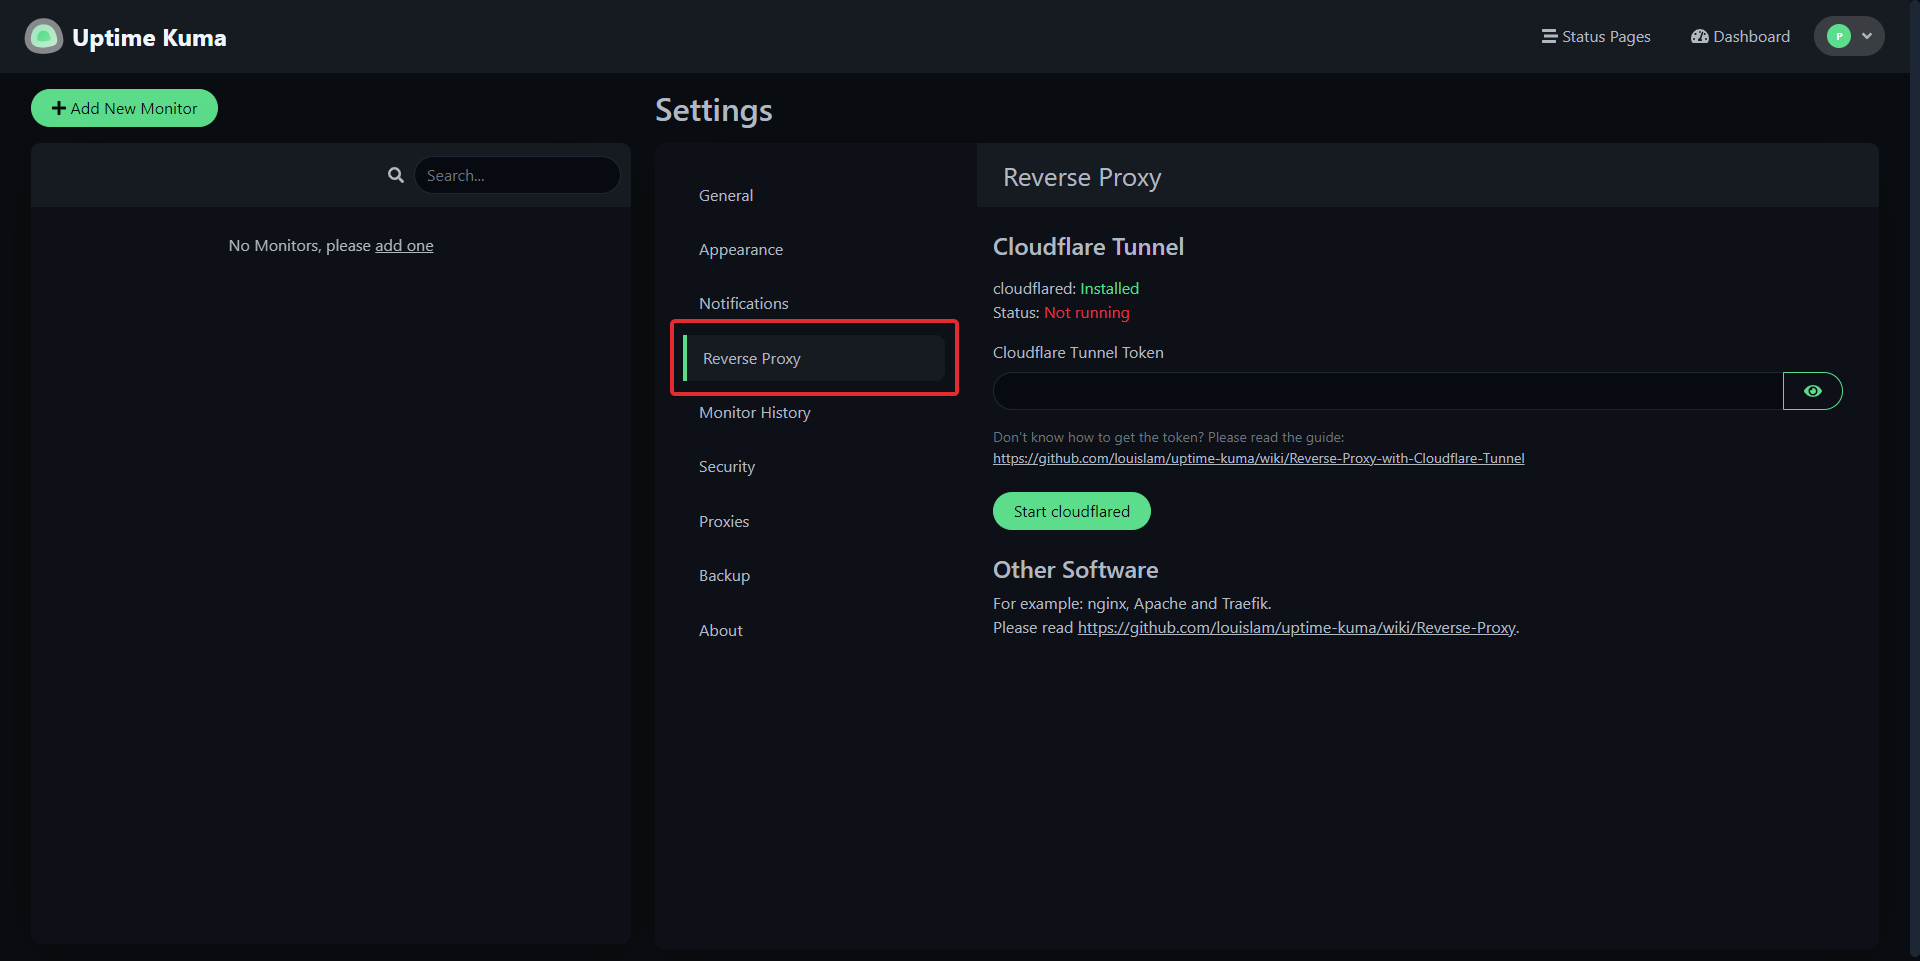 Uptime Kuma
Status Pages
Dashboard
P
Add New Monitor
Search...
No Monitors, please add one
Settings
General
Appearance
Notifications
Reverse Proxy
Monitor History
Security
Proxies
Backup
About
Reverse Proxy
Cloudflare Tunnel
cloudflared: Installed
Status: Not running
Cloudflare Tunnel Token
Don't know how to get the token? Please read the guide:
https://github.com/louislam/uptime-kuma/wiki/Reverse-Proxy-with-Cloudflare-Tunnel
Start cloudflared
Other Software
For example: nginx, Apache and Traefik.
Please read https://github.com/louislam/uptime-kuma/wiki/Reverse-Proxy.